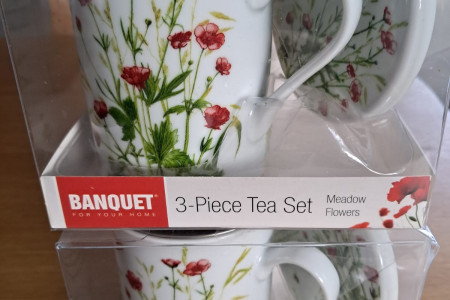 BANQUET
FOR YOUR HOME
3-Piece Tea Set
Meadow
Flowers